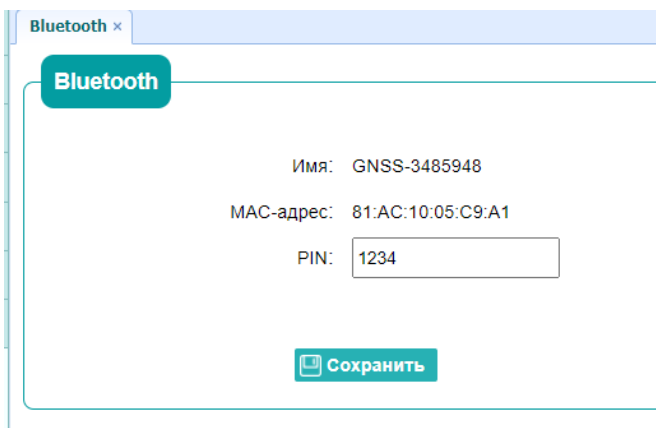 Bluetooth ×
Bluetooth
Имя: GNSS-3485948
MAC-адрес: 81:AC:10:05:C9:A1
PIN: 1234
Сохранить